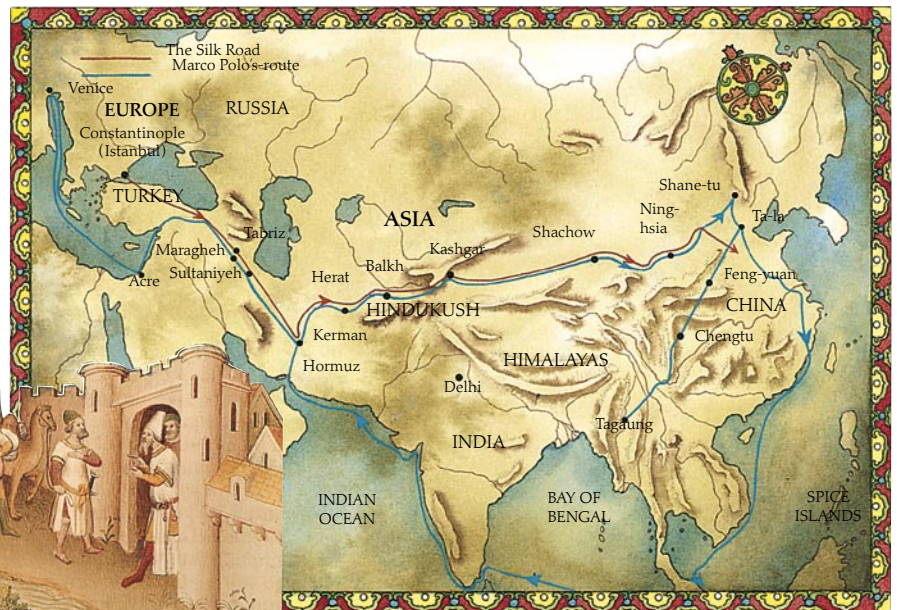 The Silk Road
Marco Polo's-route
Venice
EUROPE
RUSSIA
Constantinople
(Istanbul)
TURKEY
Shane-tu
Ning-
hsia
Ta-la
ASIA
Shachow
Tabriz
Maragheh
Kashgar
Balkh
Sultaniyeh
Herat
Acre
Feng-yuan
HINDUKUSH
CHINA
Kerman
Chengtu
HIMALAYAS
Hormuz
Delhi
Tagaung
INDIA
INDIAN
OCEAN
BAY OF
BENGAL
SPICE
ISLANDS